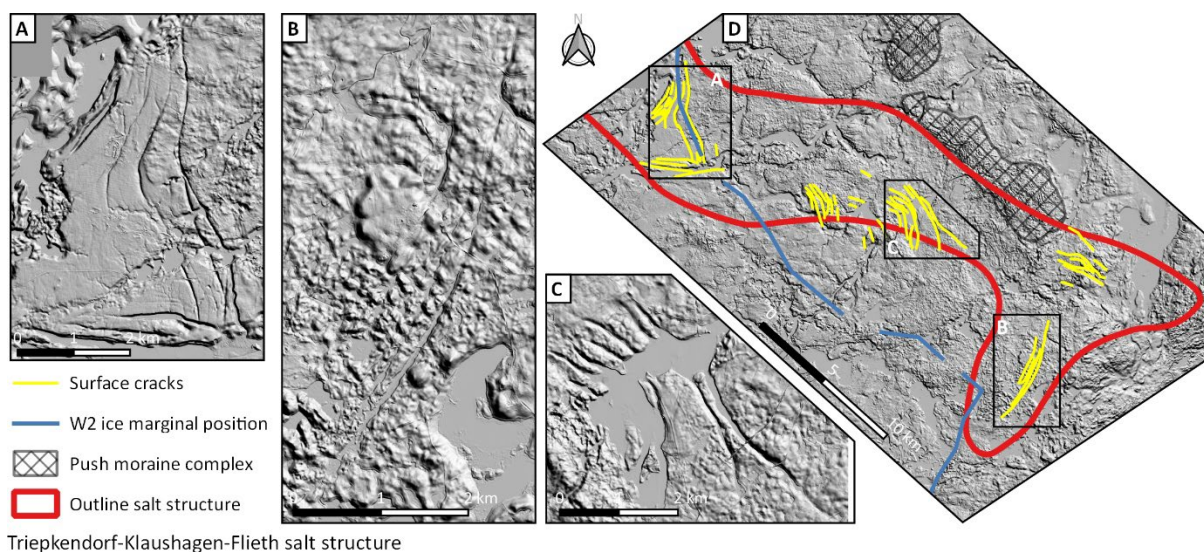 A
0 1 2 km
B
0 1 2 km
C
0 1 2 km
N
D
A
C
B
0 5 10 km
Surface cracks
W2 ice marginal position
Push moraine complex
Outline salt structure
Triepkendorf-Klaushagen-Flieth salt structure